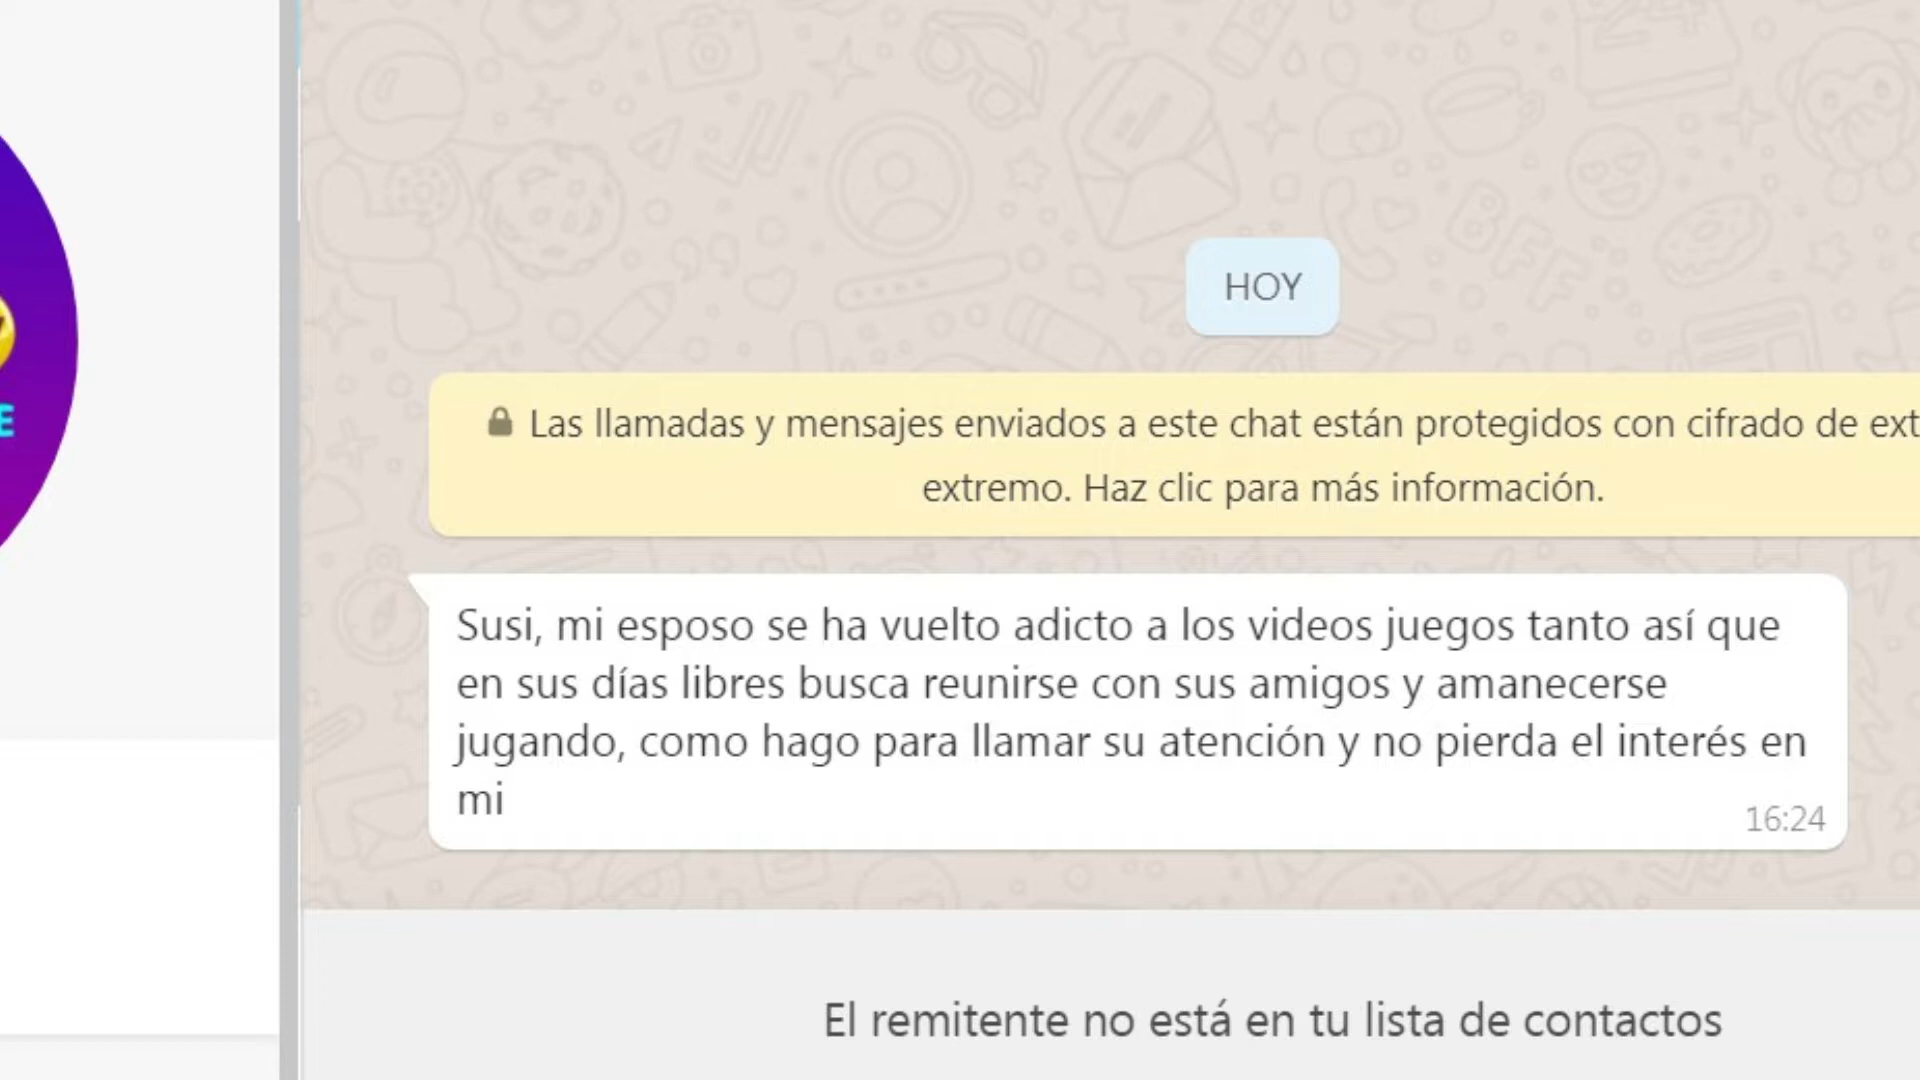 HOY
Las llamadas y mensajes enviados a este chat están protegidos con cifrado de ext
extremo. Haz clic para más información.
E
Susi, mi esposo se ha vuelto adicto a los videos juegos tanto así que
en sus días libres busca reunirse con sus amigos y amanecerse
jugando, como hago para llamar su atención y no pierda el interés en
mi
16:24
El remitente no está en tu lista de contactos